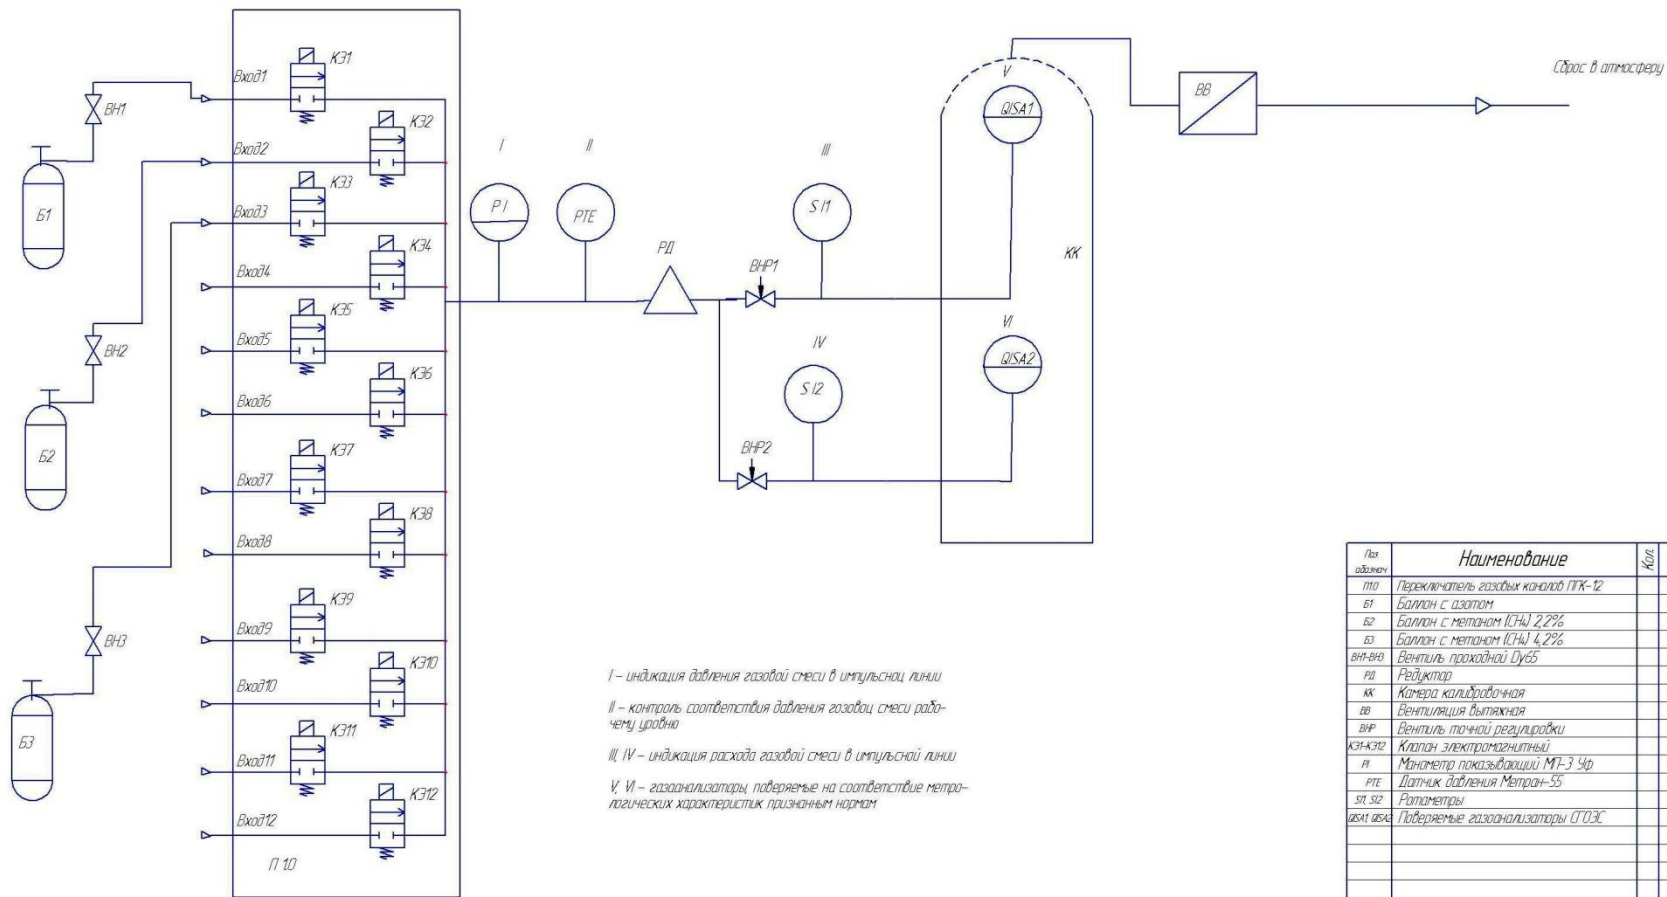 Вход1
КЭ1
ВН1
Вход2
КЭ2
Б1
Вход3
КЭ3
Вход4
КЭ4
Вход5
КЭ5
ВН2
Вход6
КЭ6
Б2
Вход7
КЭ7
Вход8
КЭ8
ВН3
Вход9
КЭ9
Вход10
КЭ10
Б3
Вход11
КЭ11
Вход12
КЭ12
П 1.0
I
II
III
PI
PTE
S I1
РД
ВНР1
IV
S I2
ВНР2
V
QISA1
КК
VI
QISA2
ВВ
Сброс в атмосферу
I – индикация давления газовой смеси в импульсной линии
II – контроль соответствия давления газовой смеси рабо-
чему уровню
III, IV – индикация расхода газовой смеси в импульсной линии
V, VI – газоанализаторы, поверяемые на соответствие метро-
логических характеристик признанным нормам
Поз. обознач Наименование Кол.
П1.0 Переключатель газовых каналов ПГК-12
Б1 Баллон с азотом
Б2 Баллон с метаном (CH4) 2,2%
Б3 Баллон с метаном (CH4) 4,2%
ВН1-ВН3 Вентиль проходной Dy65
РД Редуктор
КК Камера калибровочная
ВВ Вентиляция вытяжная
ВНР Вентиль точной регулировки
КЭ1-КЭ12 Клапан электромагнитный
PI Манометр показывающий МП-3 Уф
PTE Датчик давления Метран-55
SI1, SI2 Ротаметры
QISA1, QISA2 Поверяемые газоанализаторы СГОЭС